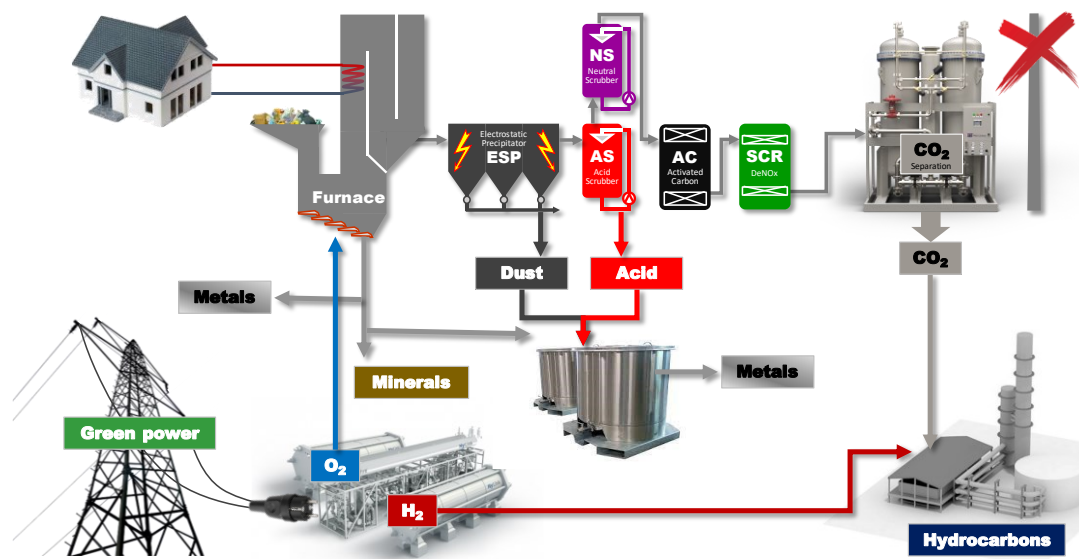 NS
Neutral
Scrubber
Electrostatic
Precipitator
ESP
AS
Acid
Scrubber
AC
Activated
Carbon
SCR
DeNOx
CO₂
Separation
Furnace
CO₂
Dust
Acid
Metals
Minerals
Metals
Green power
O₂
H₂
Hydrocarbons